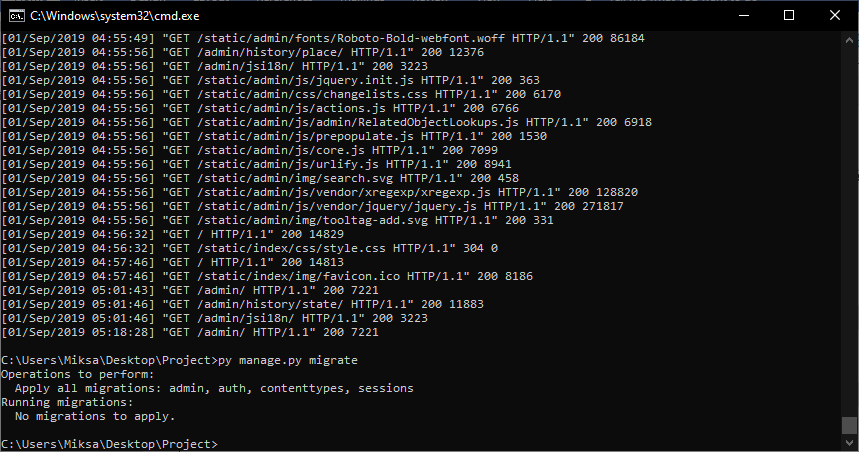 C:\Windows\system32\cmd.exe
[01/Sep/2019 04:55:49] "GET /static/admin/fonts/Roboto-Bold-webfont.woff HTTP/1.1" 200 86184
[01/Sep/2019 04:55:56] "GET /admin/history/place/ HTTP/1.1" 200 12376
[01/Sep/2019 04:55:56] "GET /admin/jsi18n/ HTTP/1.1" 200 3223
[01/Sep/2019 04:55:56] "GET /static/admin/js/jquery.init.js HTTP/1.1" 200 363
[01/Sep/2019 04:55:56] "GET /static/admin/css/changelists.css HTTP/1.1" 200 6170
[01/Sep/2019 04:55:56] "GET /static/admin/js/actions.js HTTP/1.1" 200 6766
[01/Sep/2019 04:55:56] "GET /static/admin/js/admin/RelatedObjectLookups.js HTTP/1.1" 200 6918
[01/Sep/2019 04:55:56] "GET /static/admin/js/prepopulate.js HTTP/1.1" 200 1530
[01/Sep/2019 04:55:56] "GET /static/admin/js/core.js HTTP/1.1" 200 7099
[01/Sep/2019 04:55:56] "GET /static/admin/js/urlify.js HTTP/1.1" 200 8941
[01/Sep/2019 04:55:56] "GET /static/admin/img/search.svg HTTP/1.1" 200 458
[01/Sep/2019 04:55:56] "GET /static/admin/js/vendor/xregexp/xregexp.js HTTP/1.1" 200 128820
[01/Sep/2019 04:55:56] "GET /static/admin/js/vendor/jquery/jquery.js HTTP/1.1" 200 271817
[01/Sep/2019 04:55:56] "GET /static/admin/img/tooltag-add.svg HTTP/1.1" 200 331
[01/Sep/2019 04:56:32] "GET / HTTP/1.1" 200 14829
[01/Sep/2019 04:56:32] "GET /static/index/css/style.css HTTP/1.1" 304 0
[01/Sep/2019 04:57:46] "GET / HTTP/1.1" 200 14813
[01/Sep/2019 04:57:46] "GET /static/index/img/favicon.ico HTTP/1.1" 200 8186
[01/Sep/2019 05:01:43] "GET /admin/ HTTP/1.1" 200 7221
[01/Sep/2019 05:01:46] "GET /admin/history/state/ HTTP/1.1" 200 11883
[01/Sep/2019 05:01:46] "GET /admin/jsi18n/ HTTP/1.1" 200 3223
[01/Sep/2019 05:18:28] "GET /admin/ HTTP/1.1" 200 7221
C:\Users\Miksa\Desktop\Project>py manage.py migrate
Operations to perform:
  Apply all migrations: admin, auth, contenttypes, sessions
Running migrations:
  No migrations to apply.
C:\Users\Miksa\Desktop\Project>